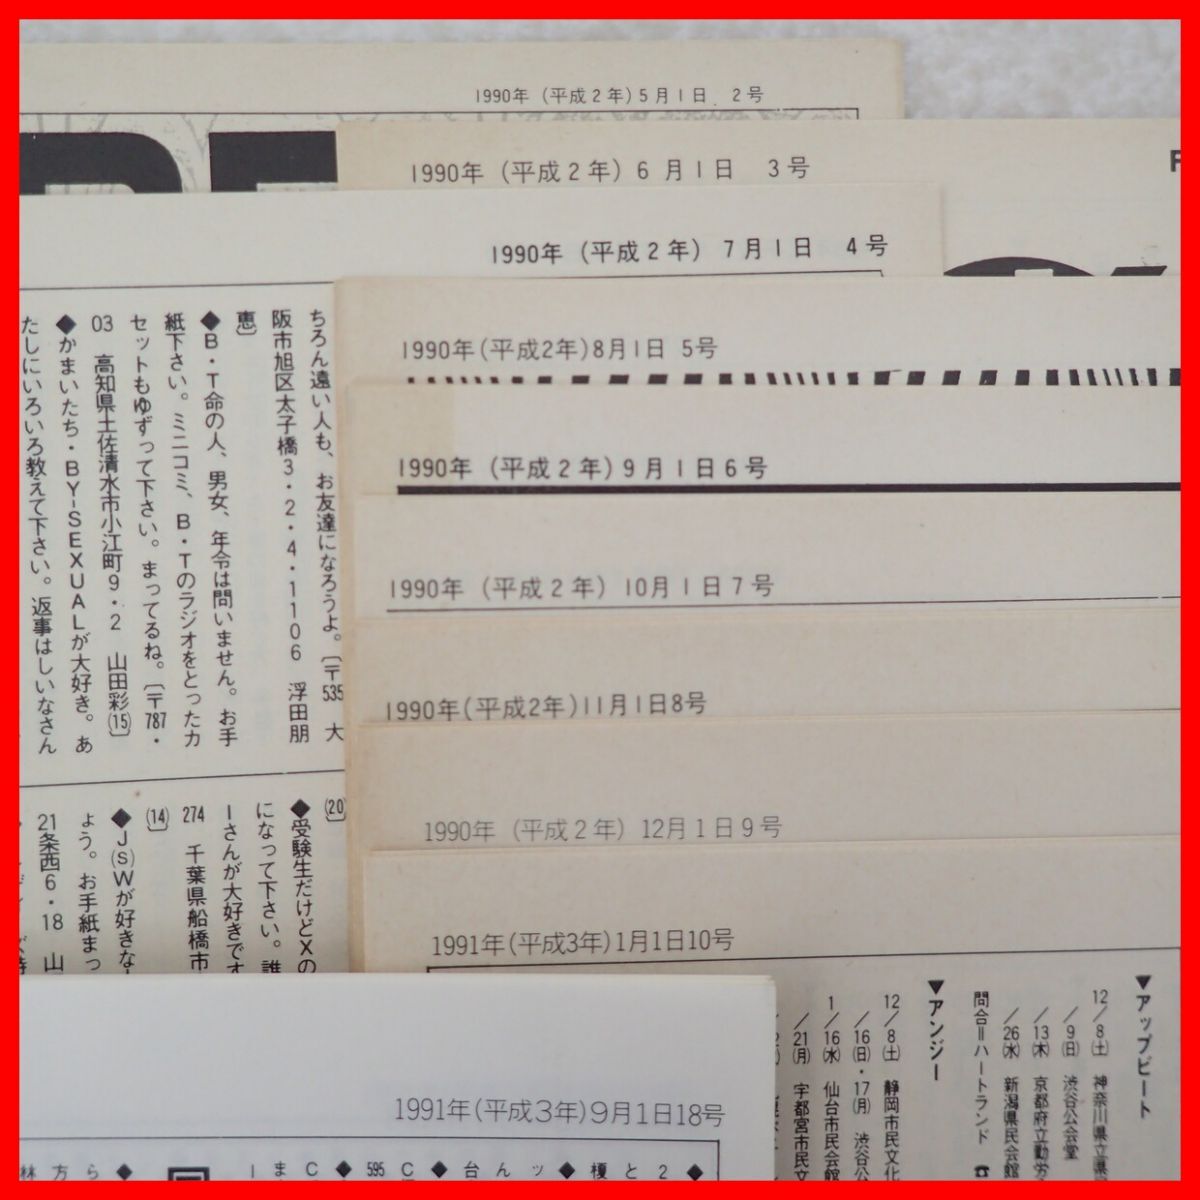 1990年 (平成2年) 5月1日 2号
1990年 (平成2年) 6月1日 3号
1990年 (平成2年) 7月1日 4号
ちろん遠い人も、お友達になろうよ。〔〒535 大
阪市旭区太子橋3・2・4・1106 浮田朋
恵〕
◆B・T命の人、男女、年令は問いません。お手
紙下さい。ミニコミ、B・Tのラジオをとったカ
セットもゆずって下さい。まってるね。〔〒787・
03 高知県土佐清水市小江町9・2 山田彩(15)〕
◆かまいたち・BY-SEXUALが大好き。あ
たしにいろいろ教えて下さい。返事はしいなさん
(20)
◆受験生だけどXの
になって下さい。誰
ーさんが大好きです
274 千葉県船橋市
(14)
◆J(S)Wが好きな
ょう。お手紙まっ
21条西6・18 山
1990年(平成2年)8月1日 5号
1990年 (平成2年) 9月1日6号
1990年 (平成2年) 10月1日7号
1990年(平成2年)11月1日8号
1990年 (平成2年) 12月1日9号
1991年(平成3年)1月1日10号
▼アップビート
12/8(土) 神奈川県立県
/9(日) 渋谷公会堂
/13(木) 京都府立勤労
/26(水) 新潟県民会館
問合=ハートランド ☎
▼アンジー
12/8(土) 静岡市民文化
/16(日)・17(月) 渋谷公
1/16(水) 仙台市民会館
/21(月) 宇都宮市民文
1991年(平成3年)9月1日18号